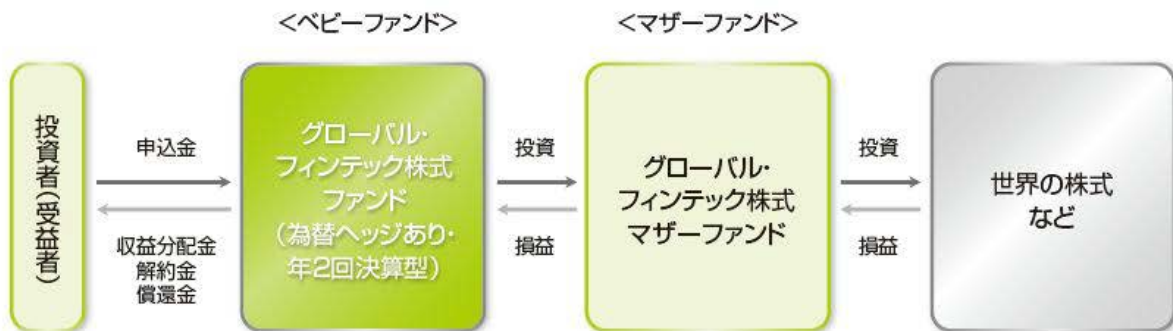 <ベビーファンド>
<マザーファンド>
投資者(受益者)
申込金
収益分配金
解約金
償還金
グローバル・
フィンテック株式
ファンド
(為替ヘッジあり・
年2回決算型)
投資
損益
グローバル・
フィンテック株式
マザーファンド
投資
損益
世界の株式
など